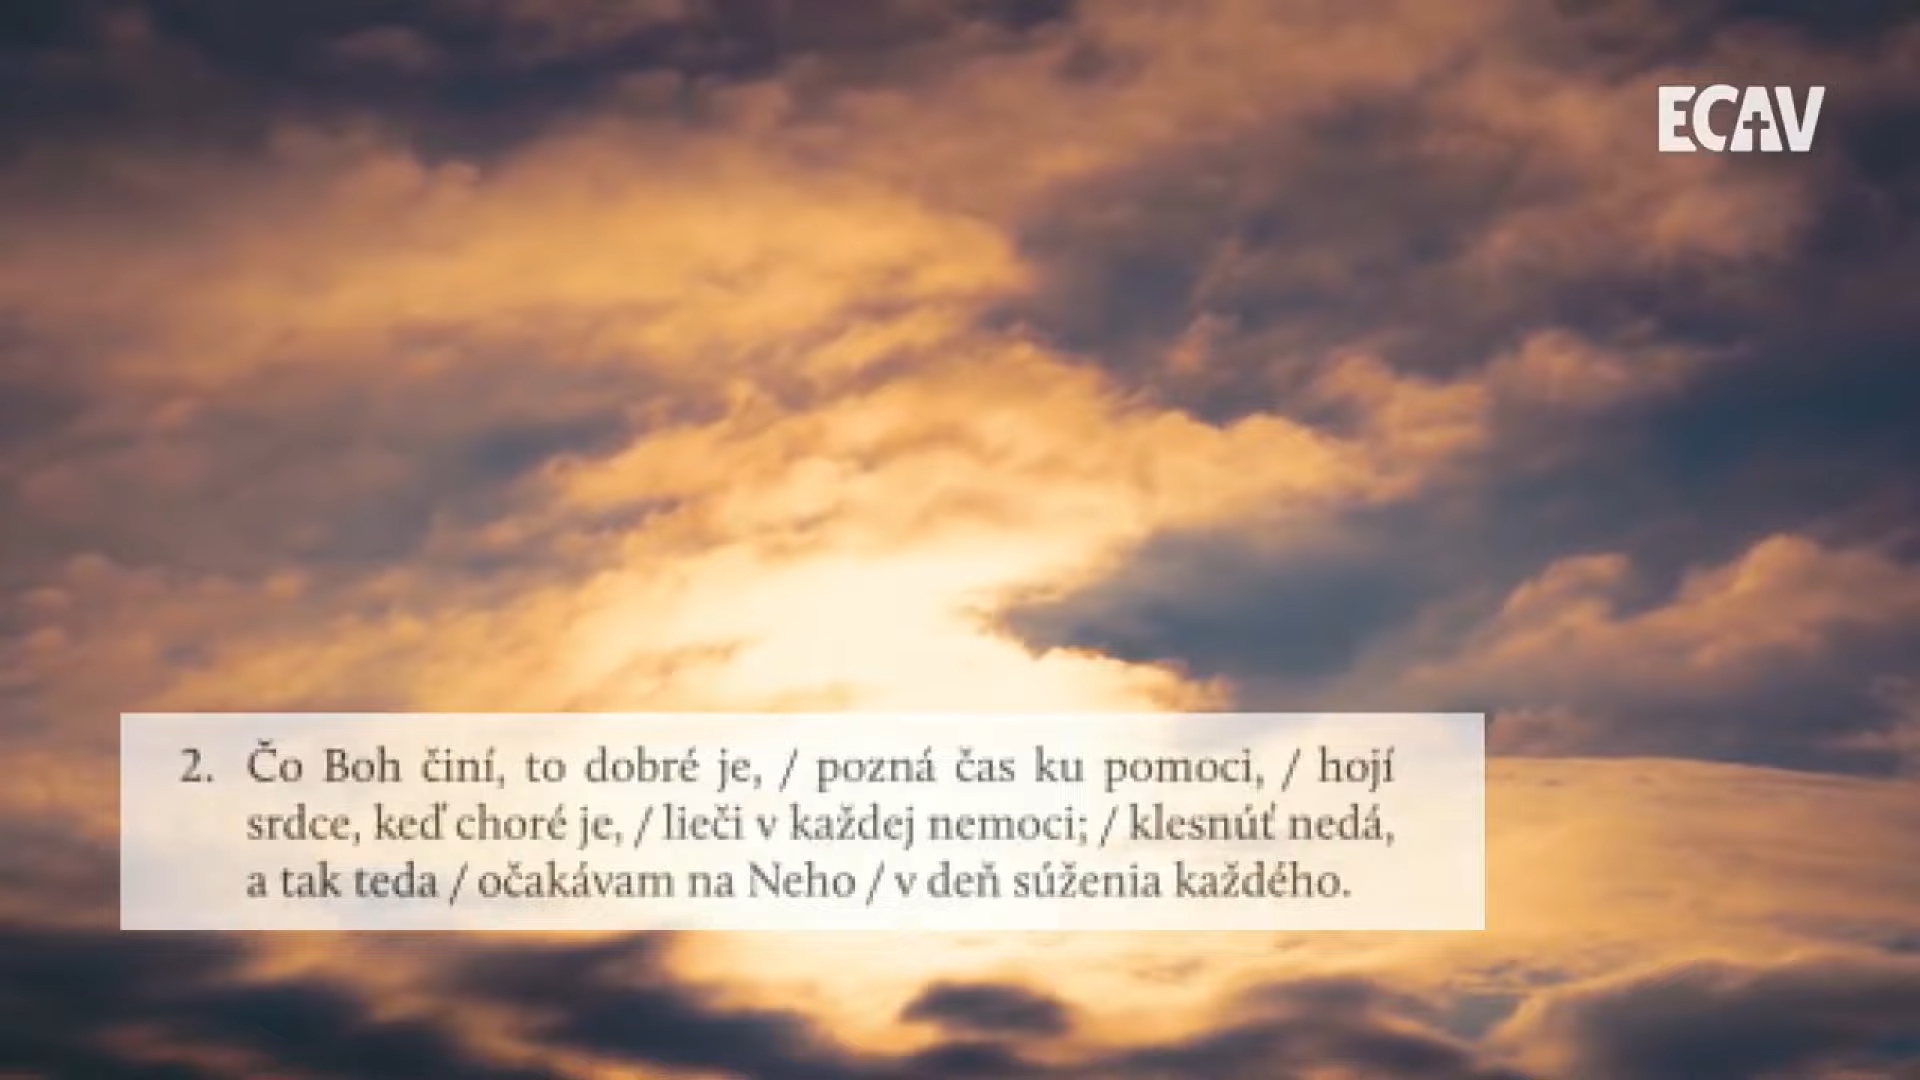 ECAV
2. Čo Boh činí, to dobré je, / pozná čas ku pomoci, / hojí
srdce, keď choré je, / lieči v každej nemoci; / klesnúť nedá,
a tak teda / očakávam na Neho / v deň súženia každého.